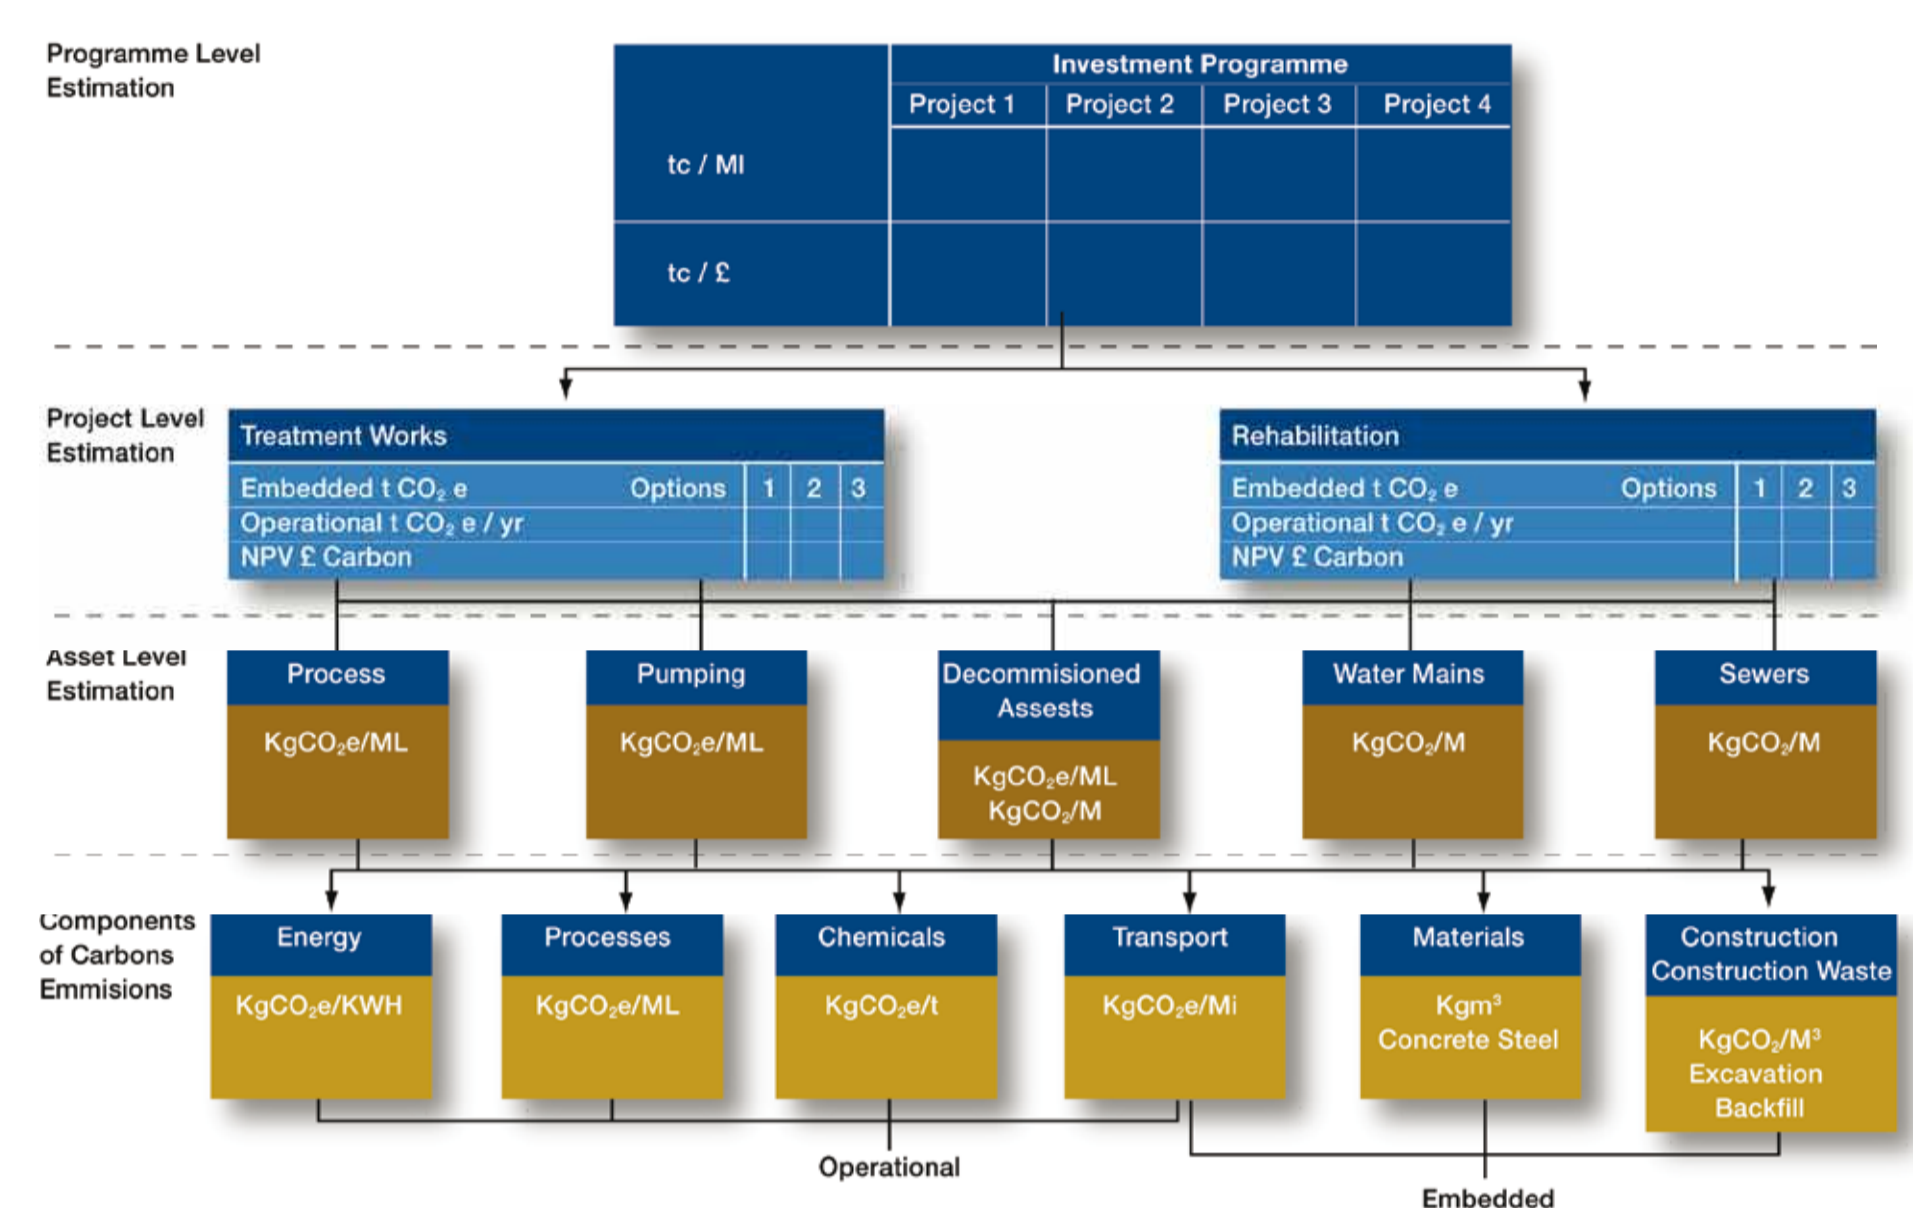 Programme Level
Estimation
Investment Programme
Project 1 Project 2 Project 3 Project 4
tc / Ml
tc / £
Project Level
Estimation
Treatment Works
Embedded t CO₂ e Options 1 2 3
Operational t CO₂ e / yr
NPV £ Carbon
Rehabilitation
Embedded t CO₂ e Options 1 2 3
Operational t CO₂ e / yr
NPV £ Carbon
Asset Level
Estimation
Process
KgCO₂e/ML
Pumping
KgCO₂e/ML
Decommisioned
Assests
KgCO₂e/ML
KgCO₂/M
Water Mains
KgCO₂/M
Sewers
KgCO₂/M
Components
of Carbons
Emmisions
Energy
KgCO₂e/KWH
Processes
KgCO₂e/ML
Chemicals
KgCO₂e/t
Transport
KgCO₂e/Mi
Materials
Kgm³
Concrete Steel
Construction
Construction Waste
KgCO₂/M³
Excavation
Backfill
Operational
Embedded